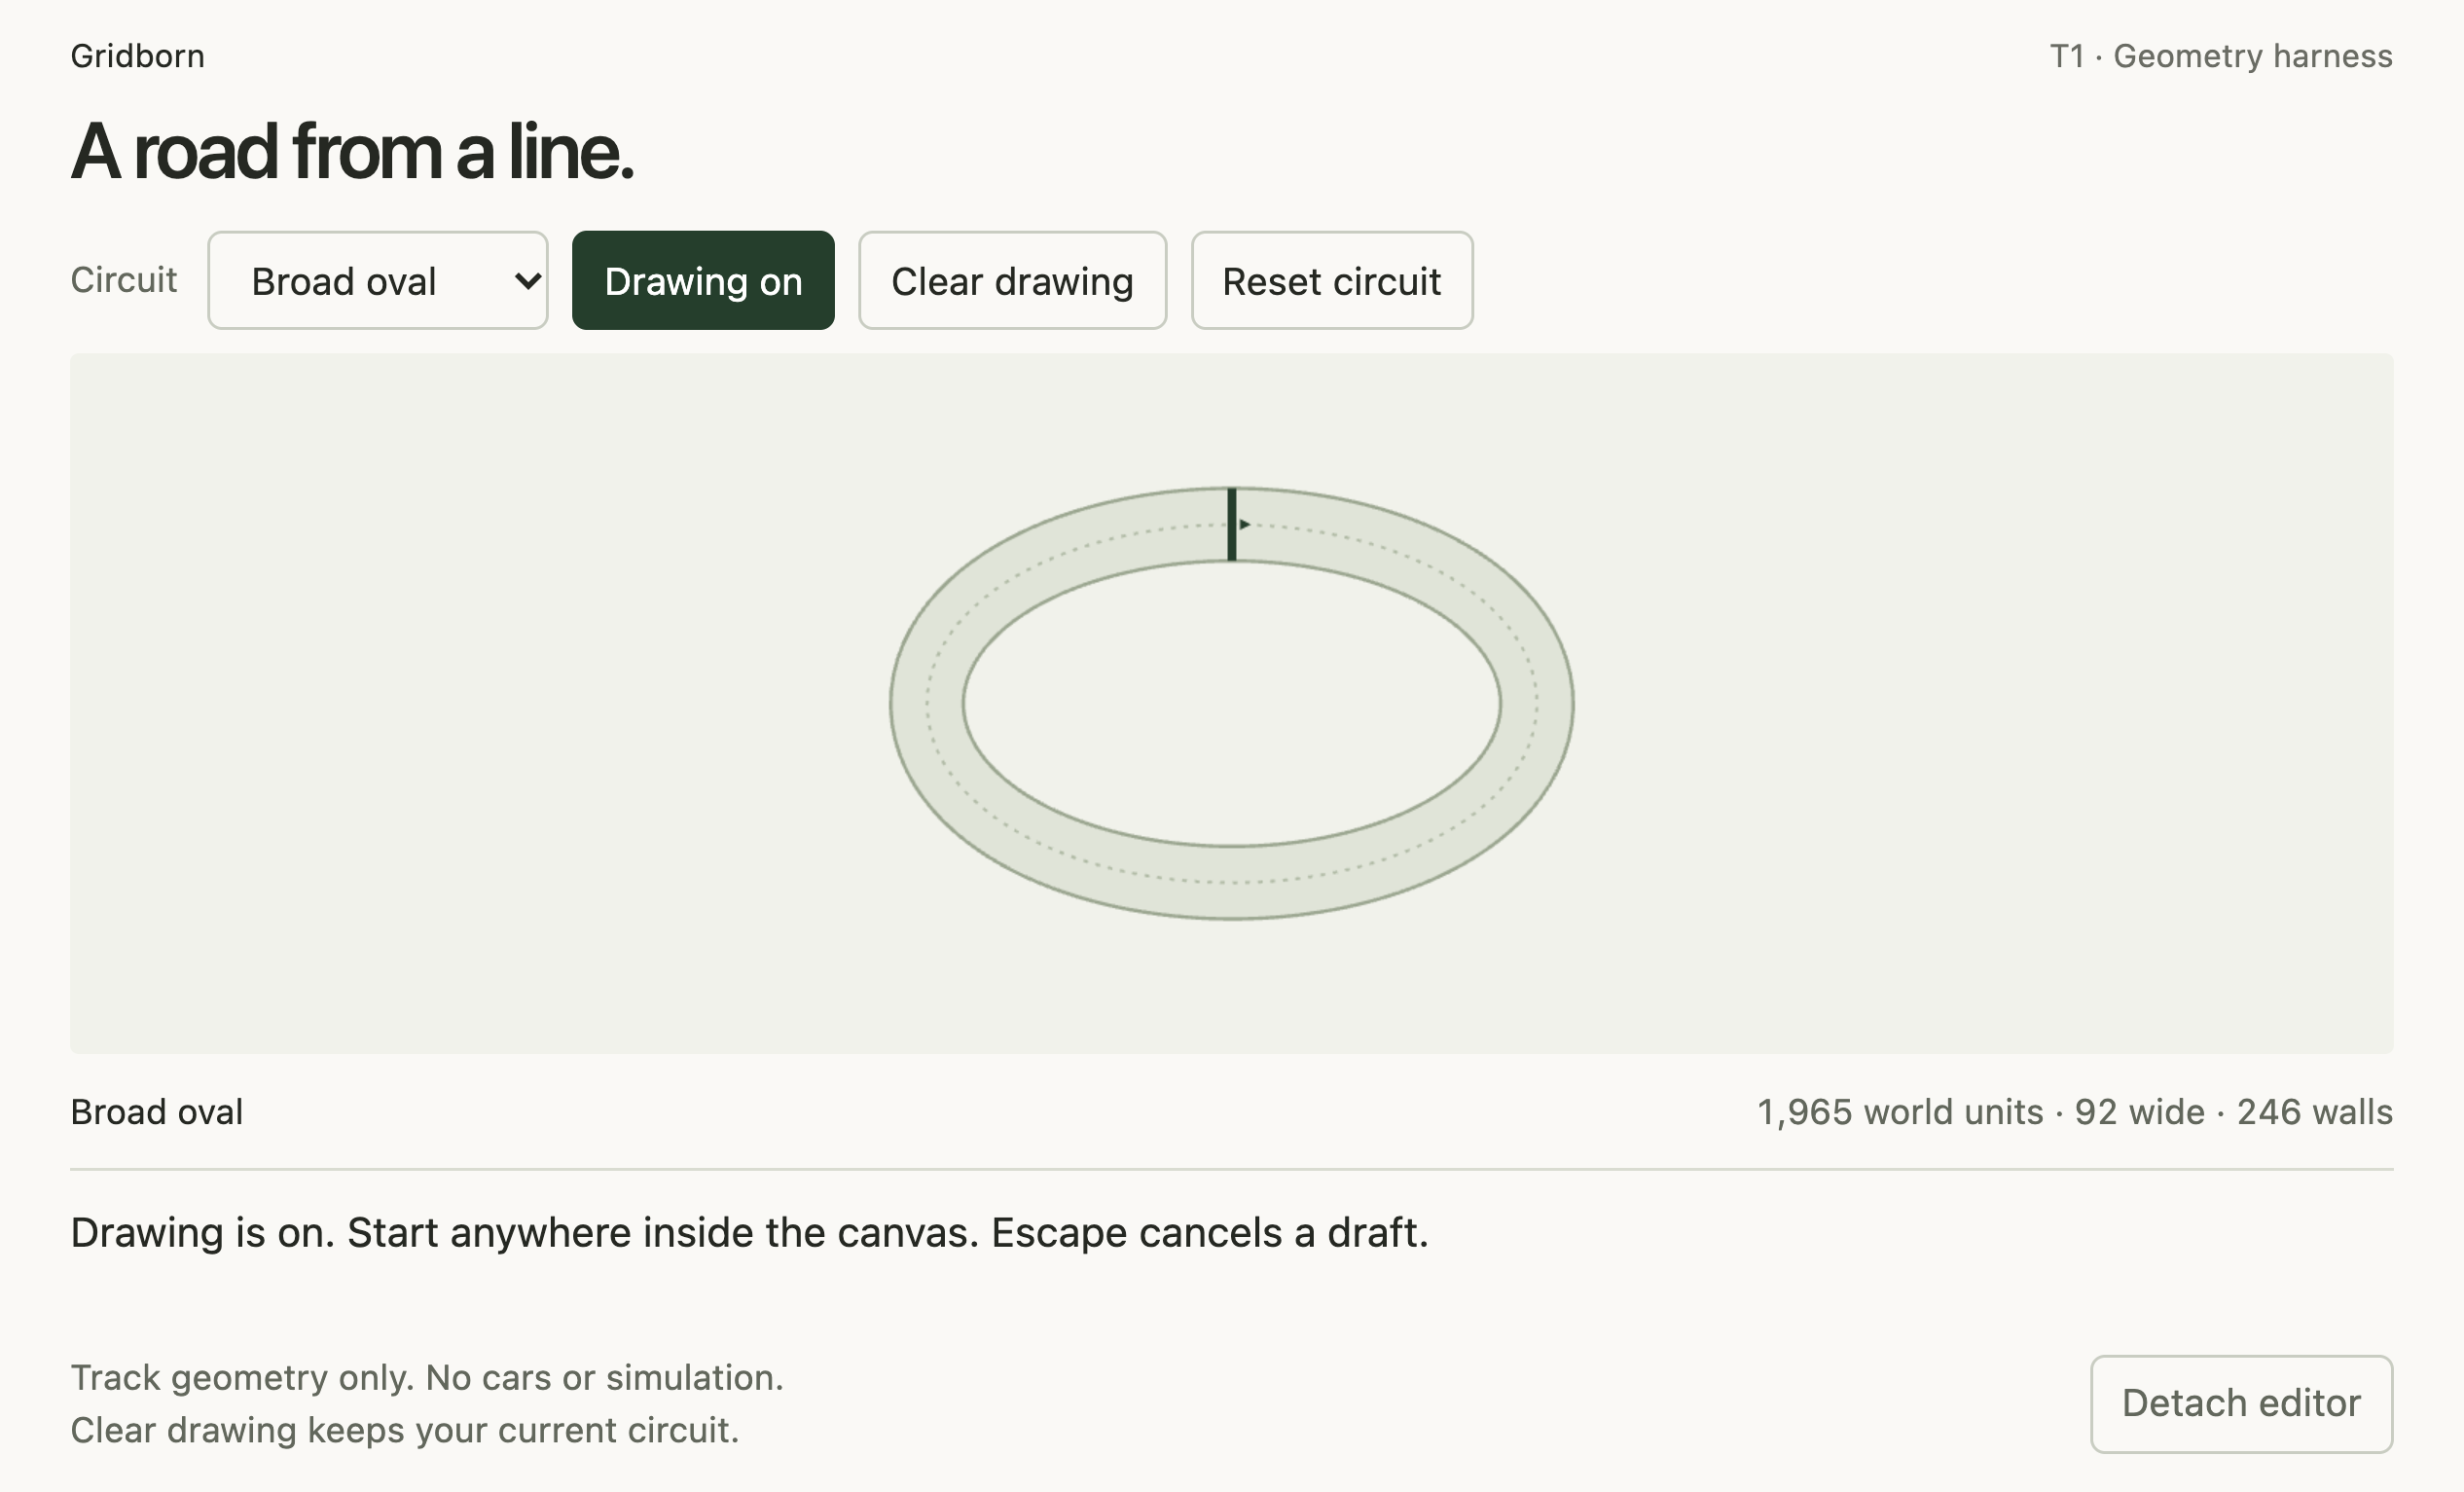 Gridborn
T1 · Geometry harness
A road from a line.
Circuit
Broad oval
Drawing on
Clear drawing
Reset circuit
Broad oval
1,965 world units · 92 wide · 246 walls
Drawing is on. Start anywhere inside the canvas. Escape cancels a draft.
Track geometry only. No cars or simulation.
Clear drawing keeps your current circuit.
Detach editor